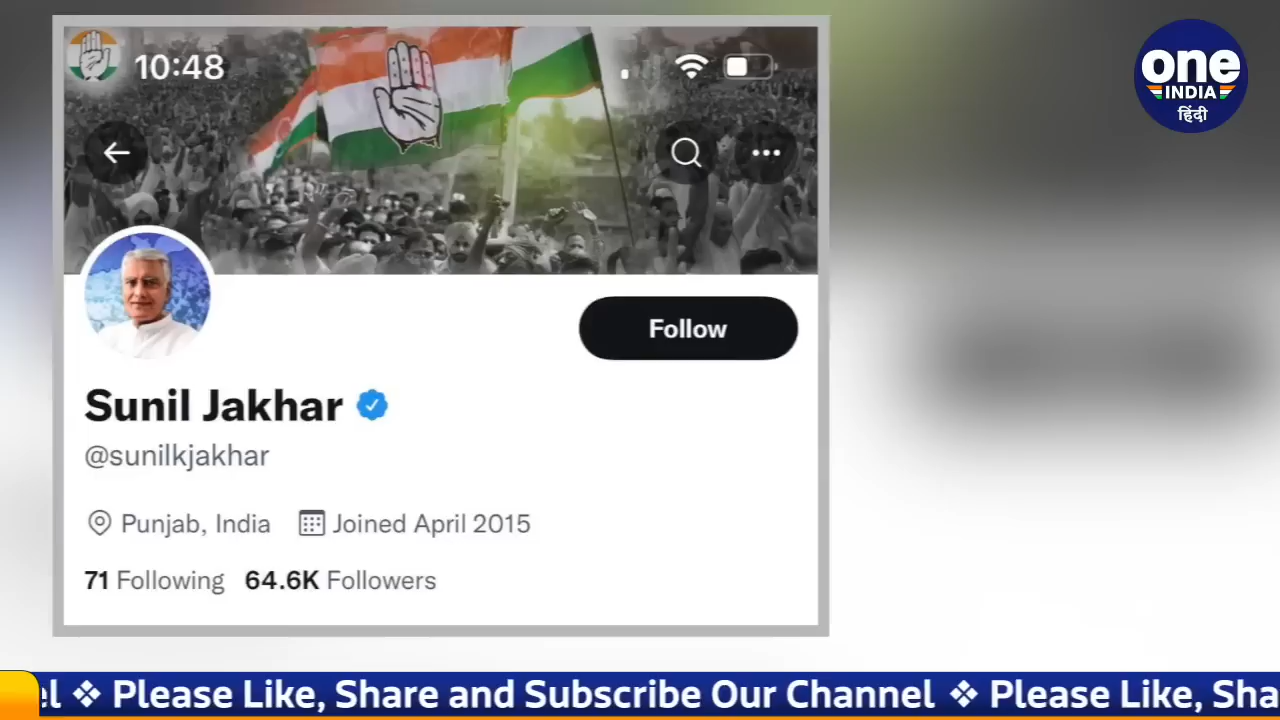 10:48
one
INDIA
हिंदी
Follow
Sunil Jakhar
@sunilkjakhar
Punjab, India Joined April 2015
71 Following 64.6K Followers
el ❖ Please Like, Share and Subscribe Our Channel ❖ Please Like, Sha